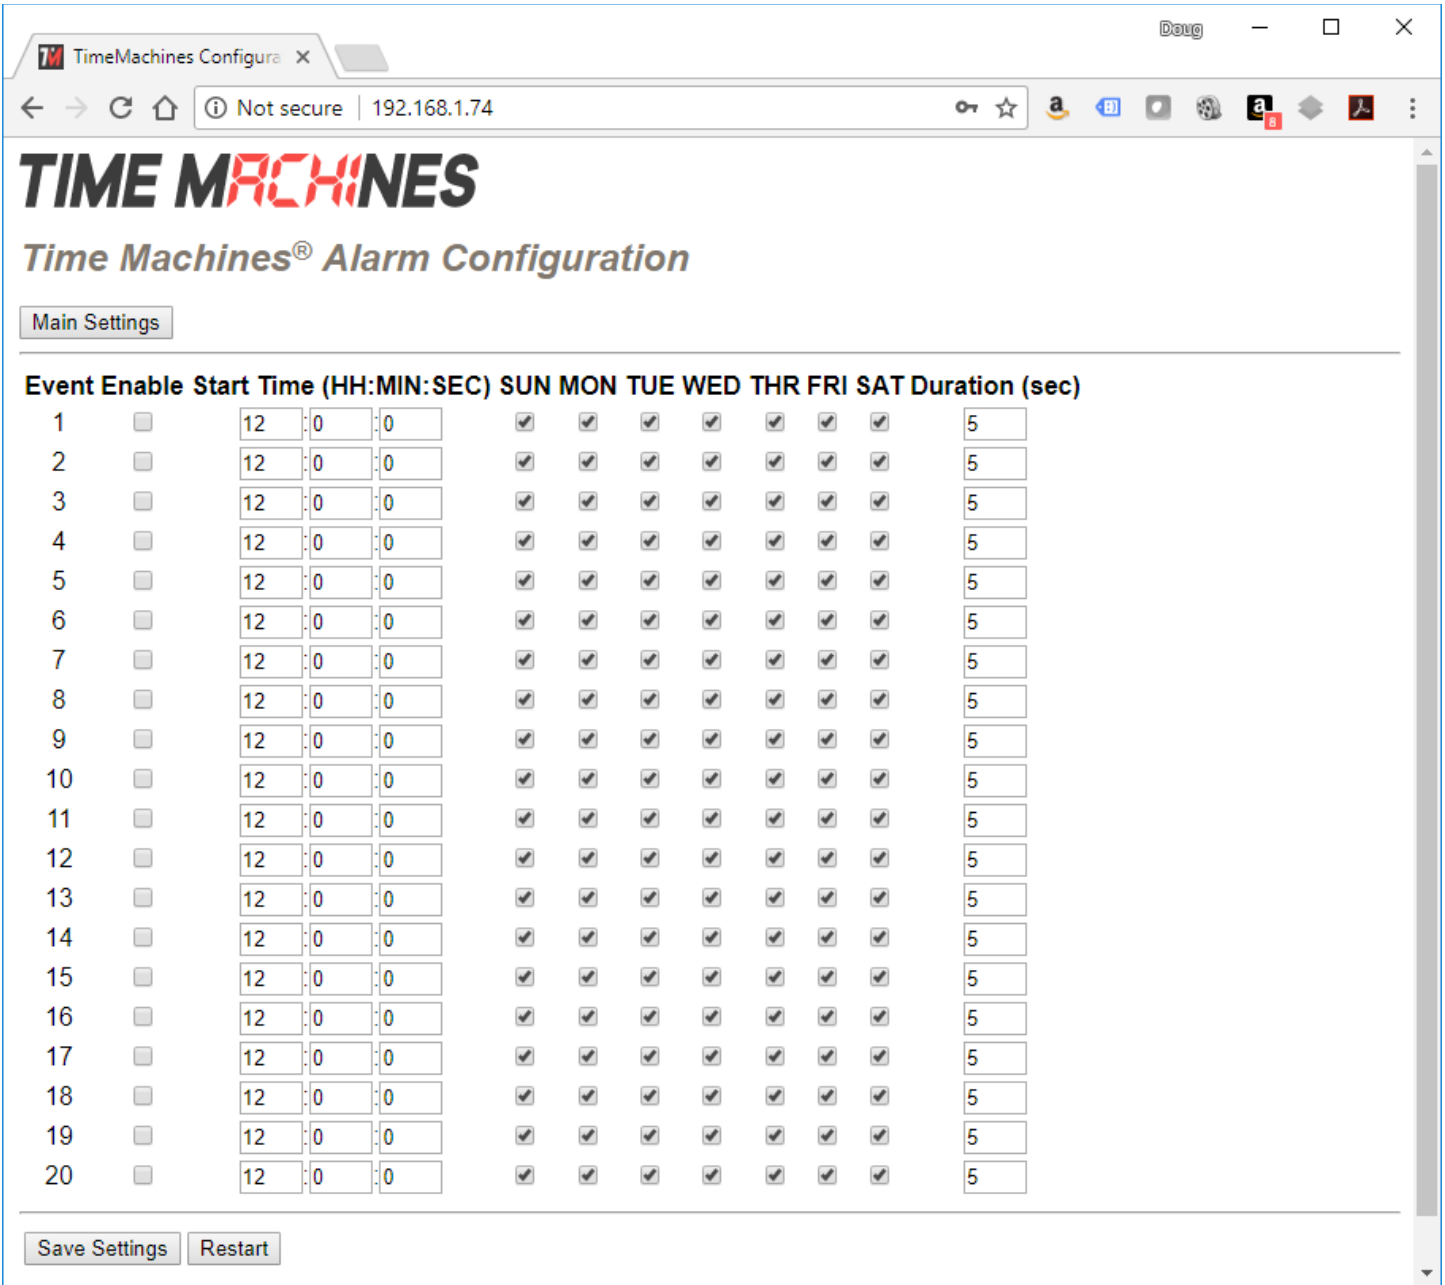 Doug
TimeMachines Configura
Not secure 192.168.1.74
8
TIME MACHINES
Time Machines® Alarm Configuration
Main Settings
Event Enable Start Time (HH:MIN:SEC) SUN MON TUE WED THR FRI SAT Duration (sec)
1 12 :0 :0 5
2 12 :0 :0 5
3 12 :0 :0 5
4 12 :0 :0 5
5 12 :0 :0 5
6 12 :0 :0 5
7 12 :0 :0 5
8 12 :0 :0 5
9 12 :0 :0 5
10 12 :0 :0 5
11 12 :0 :0 5
12 12 :0 :0 5
13 12 :0 :0 5
14 12 :0 :0 5
15 12 :0 :0 5
16 12 :0 :0 5
17 12 :0 :0 5
18 12 :0 :0 5
19 12 :0 :0 5
20 12 :0 :0 5
Save Settings Restart